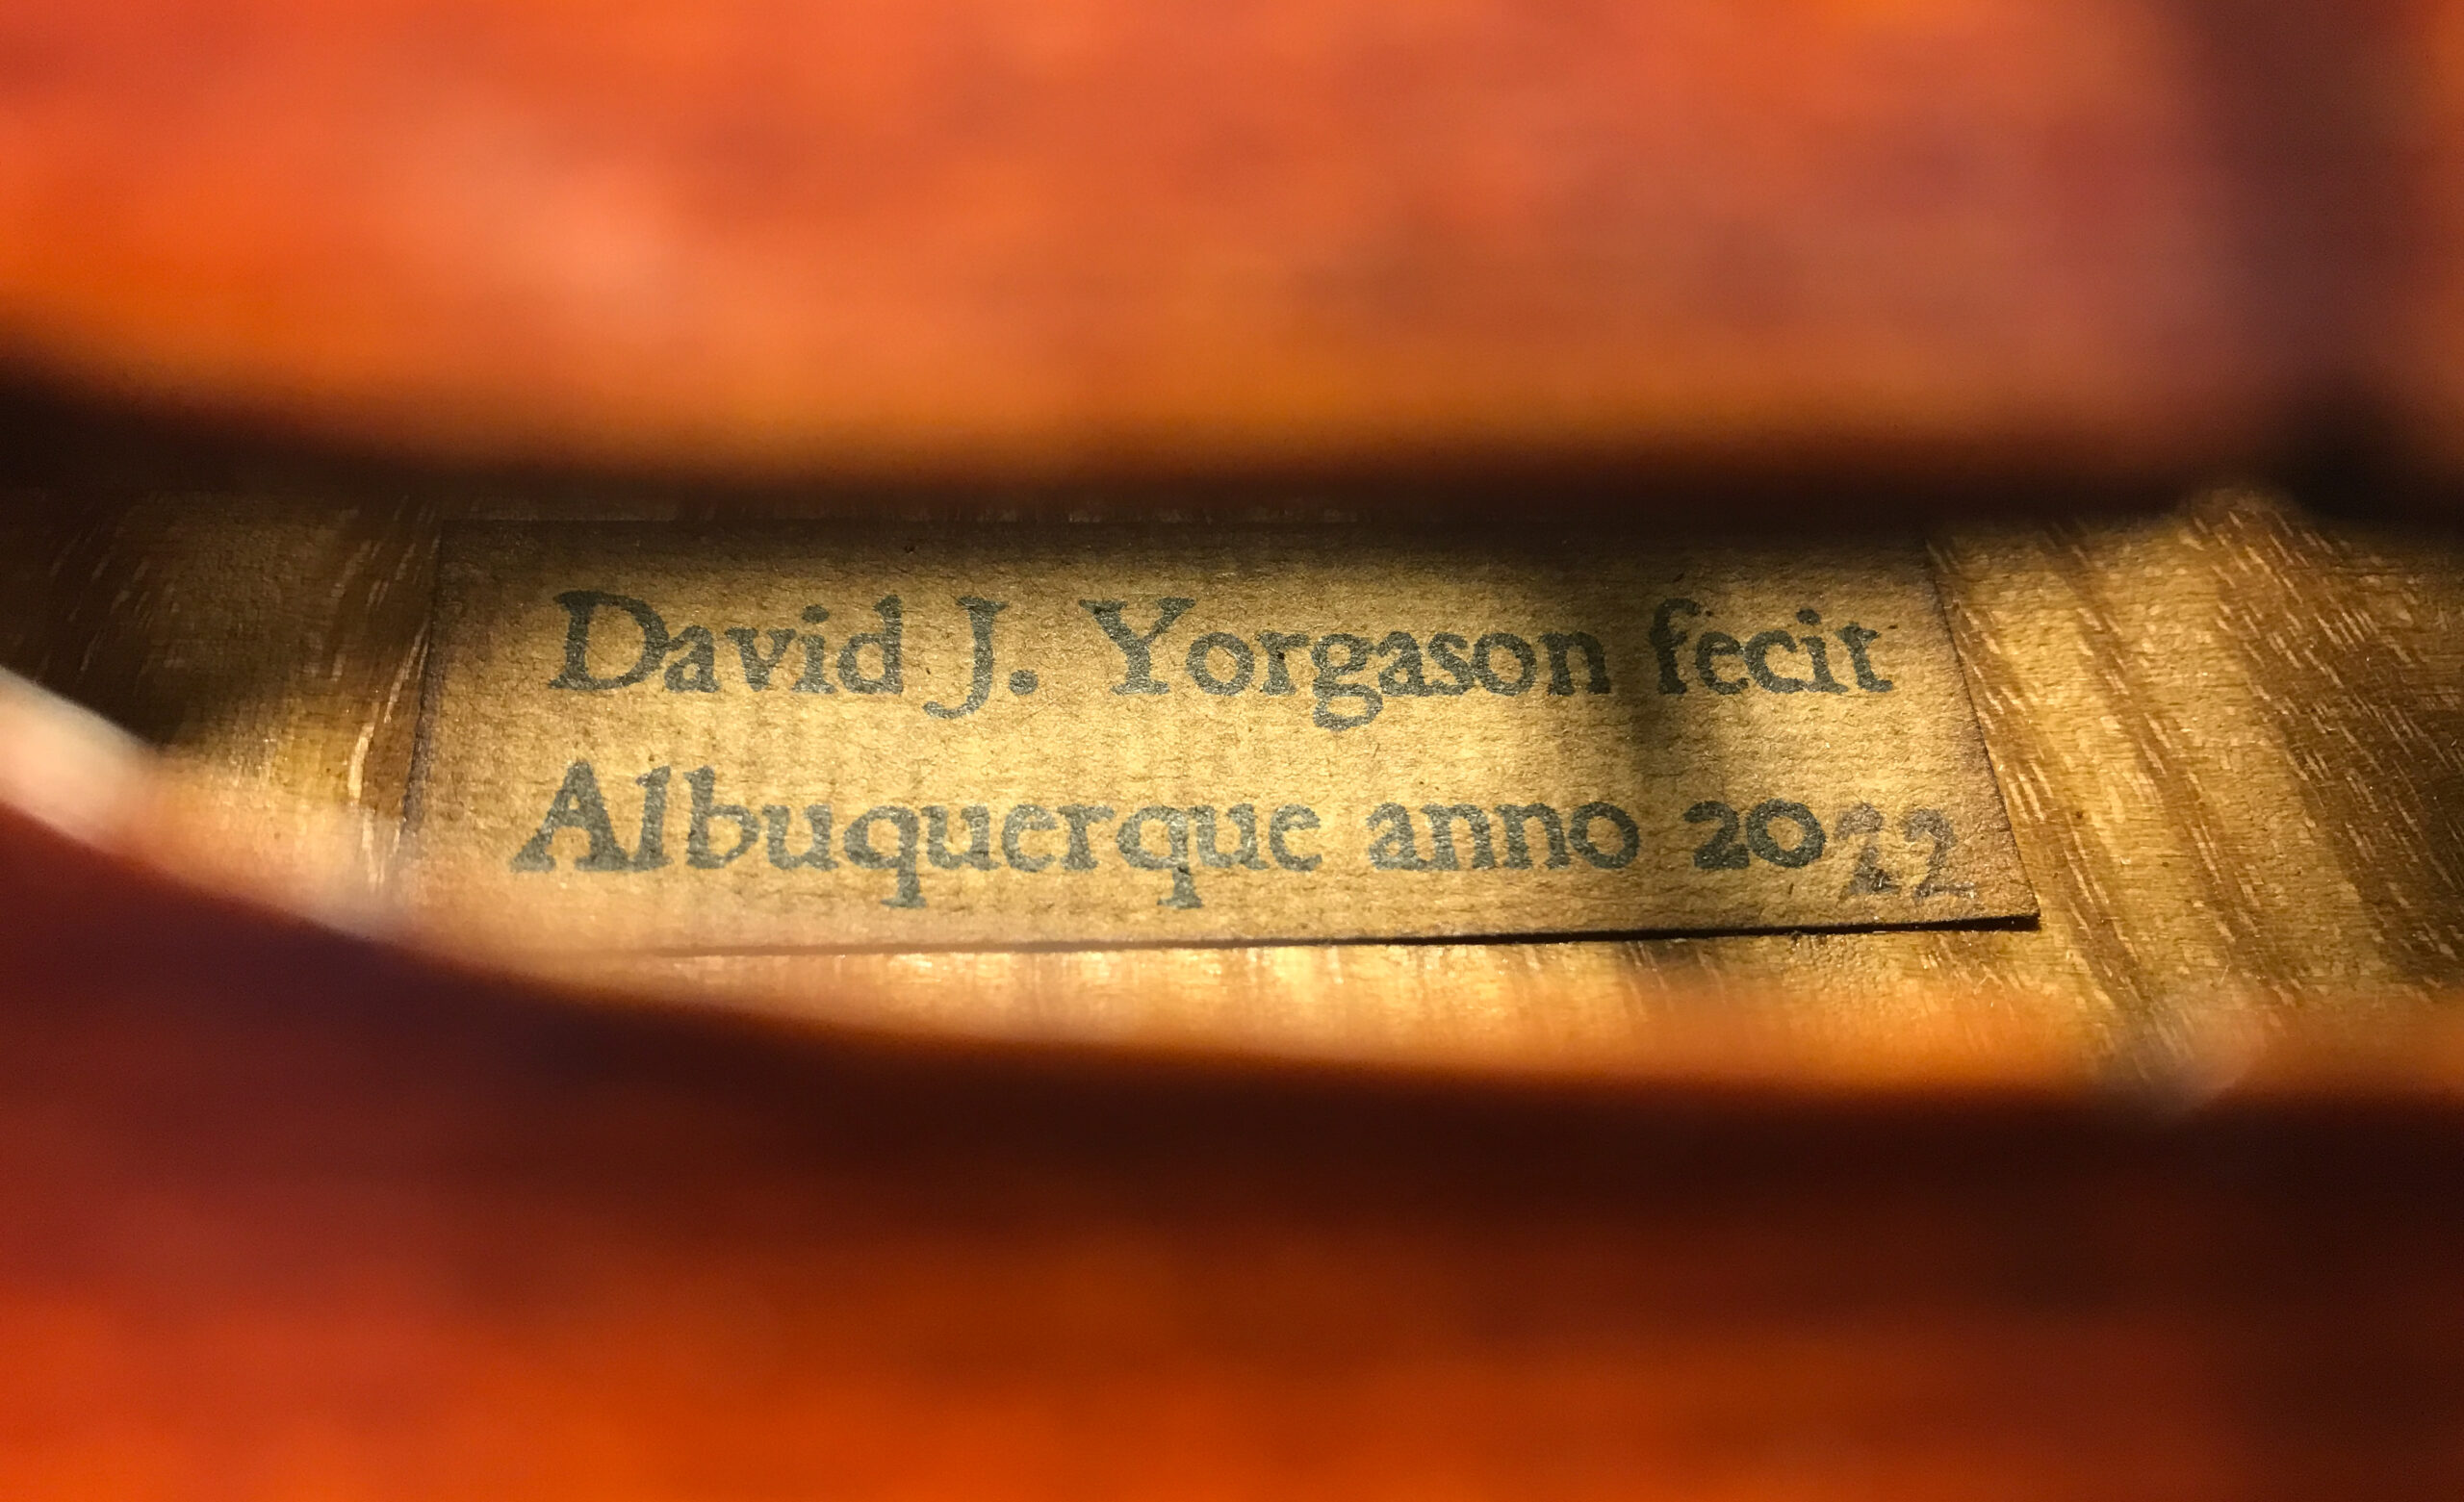 David J. Yorgason fecit
Albuquerque anno 2022